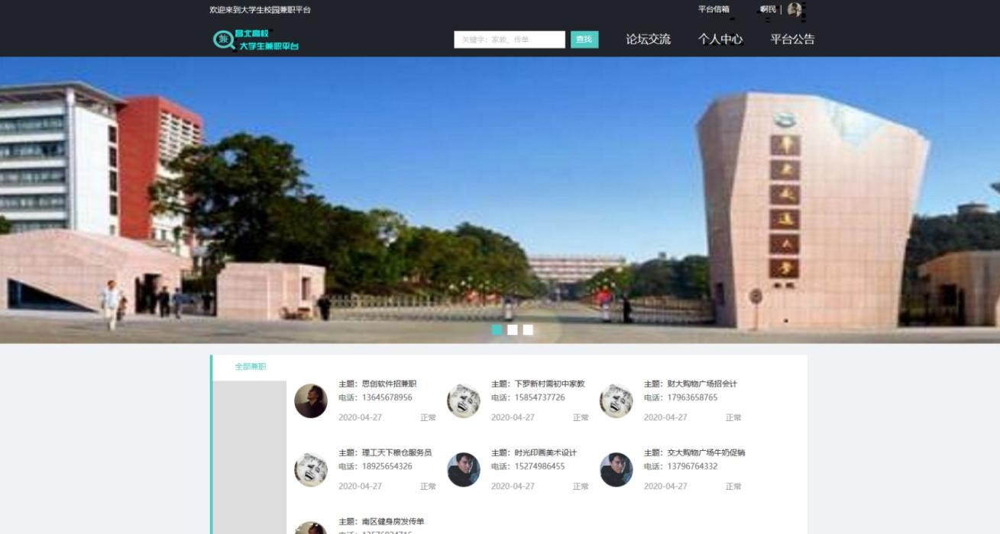 欢迎来到大学生校园兼职平台
平台信箱
啊民 |
兼
昌北高校
大学生兼职平台
关键字：家教、传单
查找
论坛交流
个人中心
平台公告
全部兼职
主题：思创软件招兼职
电话：13645678956
2020-04-27 正常
主题：下罗新村需初中家教
电话：15854737726
2020-04-27 正常
主题：财大购物广场招会计
电话：17963658765
2020-04-27 正常
主题：理工天下粮仓服务员
电话：18925654326
2020-04-27 正常
主题：时光印画美术设计
电话：15274986455
2020-04-27 正常
主题：交大购物广场牛奶促销
电话：13796764332
2020-04-27 正常
主题：南区健身房发传单